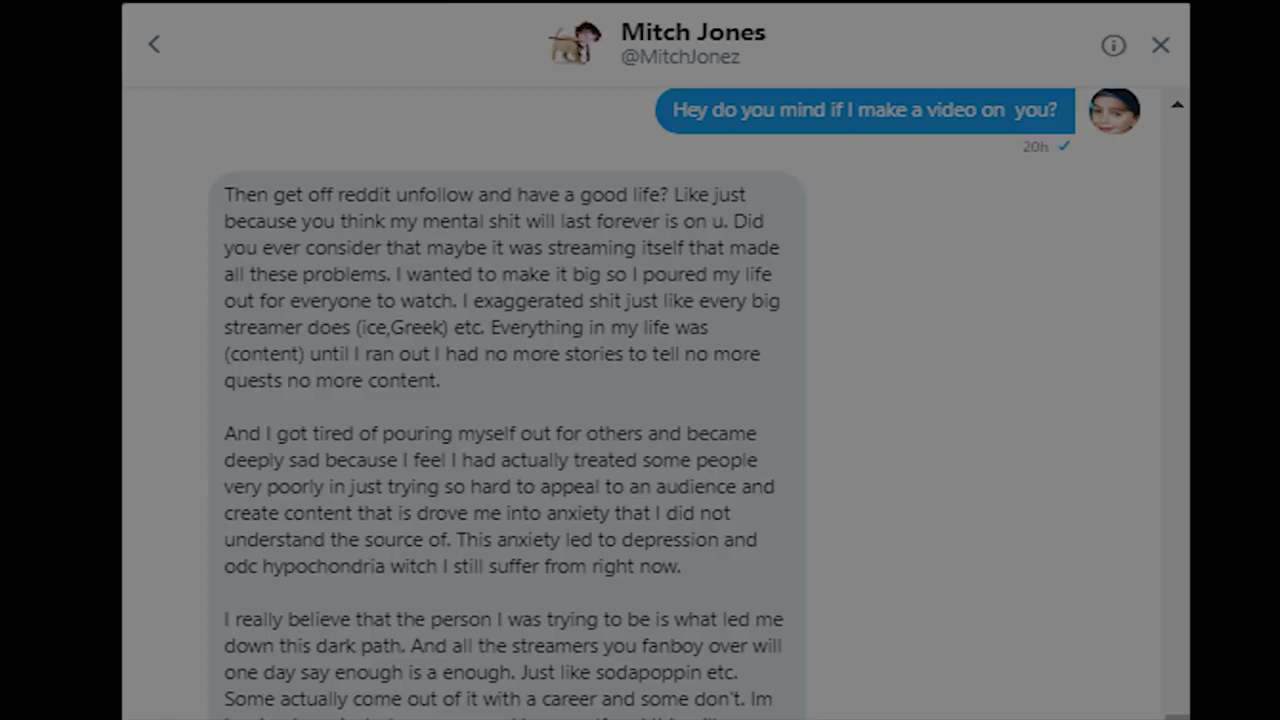 Mitch Jones
@MitchJonez
Hey do you mind if I make a video on you?
20h
Then get off reddit unfollow and have a good life? Like just
because you think my mental shit will last forever is on u. Did
you ever consider that maybe it was streaming itself that made
all these problems. I wanted to make it big so I poured my life
out for everyone to watch. I exaggerated shit just like every big
streamer does (ice,Greek) etc. Everything in my life was
(content) until I ran out I had no more stories to tell no more
quests no more content.
And I got tired of pouring myself out for others and became
deeply sad because I feel I had actually treated some people
very poorly in just trying so hard to appeal to an audience and
create content that is drove me into anxiety that I did not
understand the source of. This anxiety led to depression and
odc hypochondria witch I still suffer from right now.
I really believe that the person I was trying to be is what led me
down this dark path. And all the streamers you fanboy over will
one day say enough is a enough. Just like sodapoppin etc.
Some actually come out of it with a career and some don't. Im